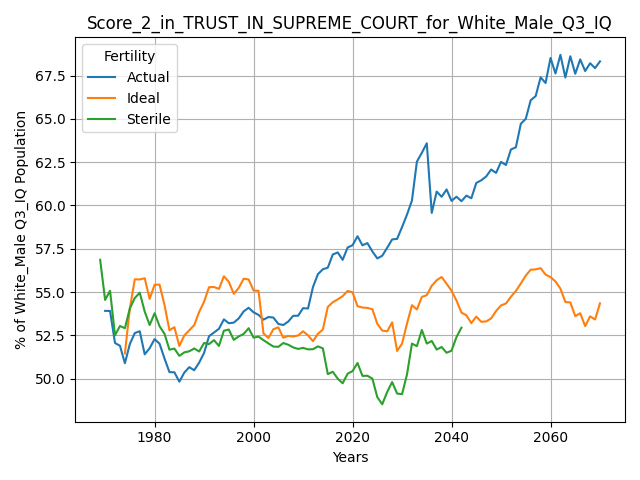 Score_2_in_TRUST_IN_SUPREME_COURT_for_White_Male_Q3_IQ
Fertility
Actual
Ideal
Sterile
% of White_Male Q3_IQ Population
67.5
65.0
62.5
60.0
57.5
55.0
52.5
50.0
1980
2000
2020
2040
2060
Years